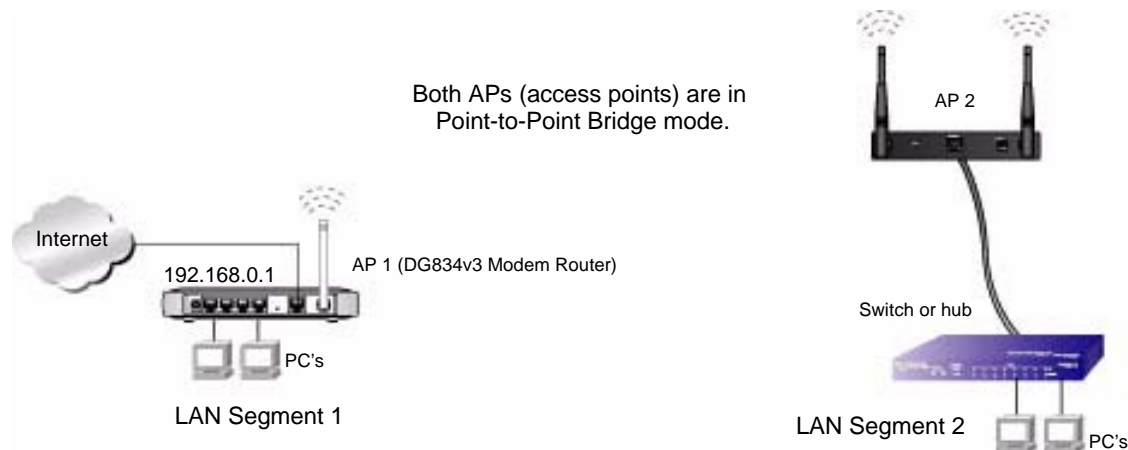 Both APs (access points) are in
Point-to-Point Bridge mode.
AP 2
Internet
192.168.0.1
AP 1 (DG834v3 Modem Router)
PC's
LAN Segment 1
Switch or hub
LAN Segment 2
PC's